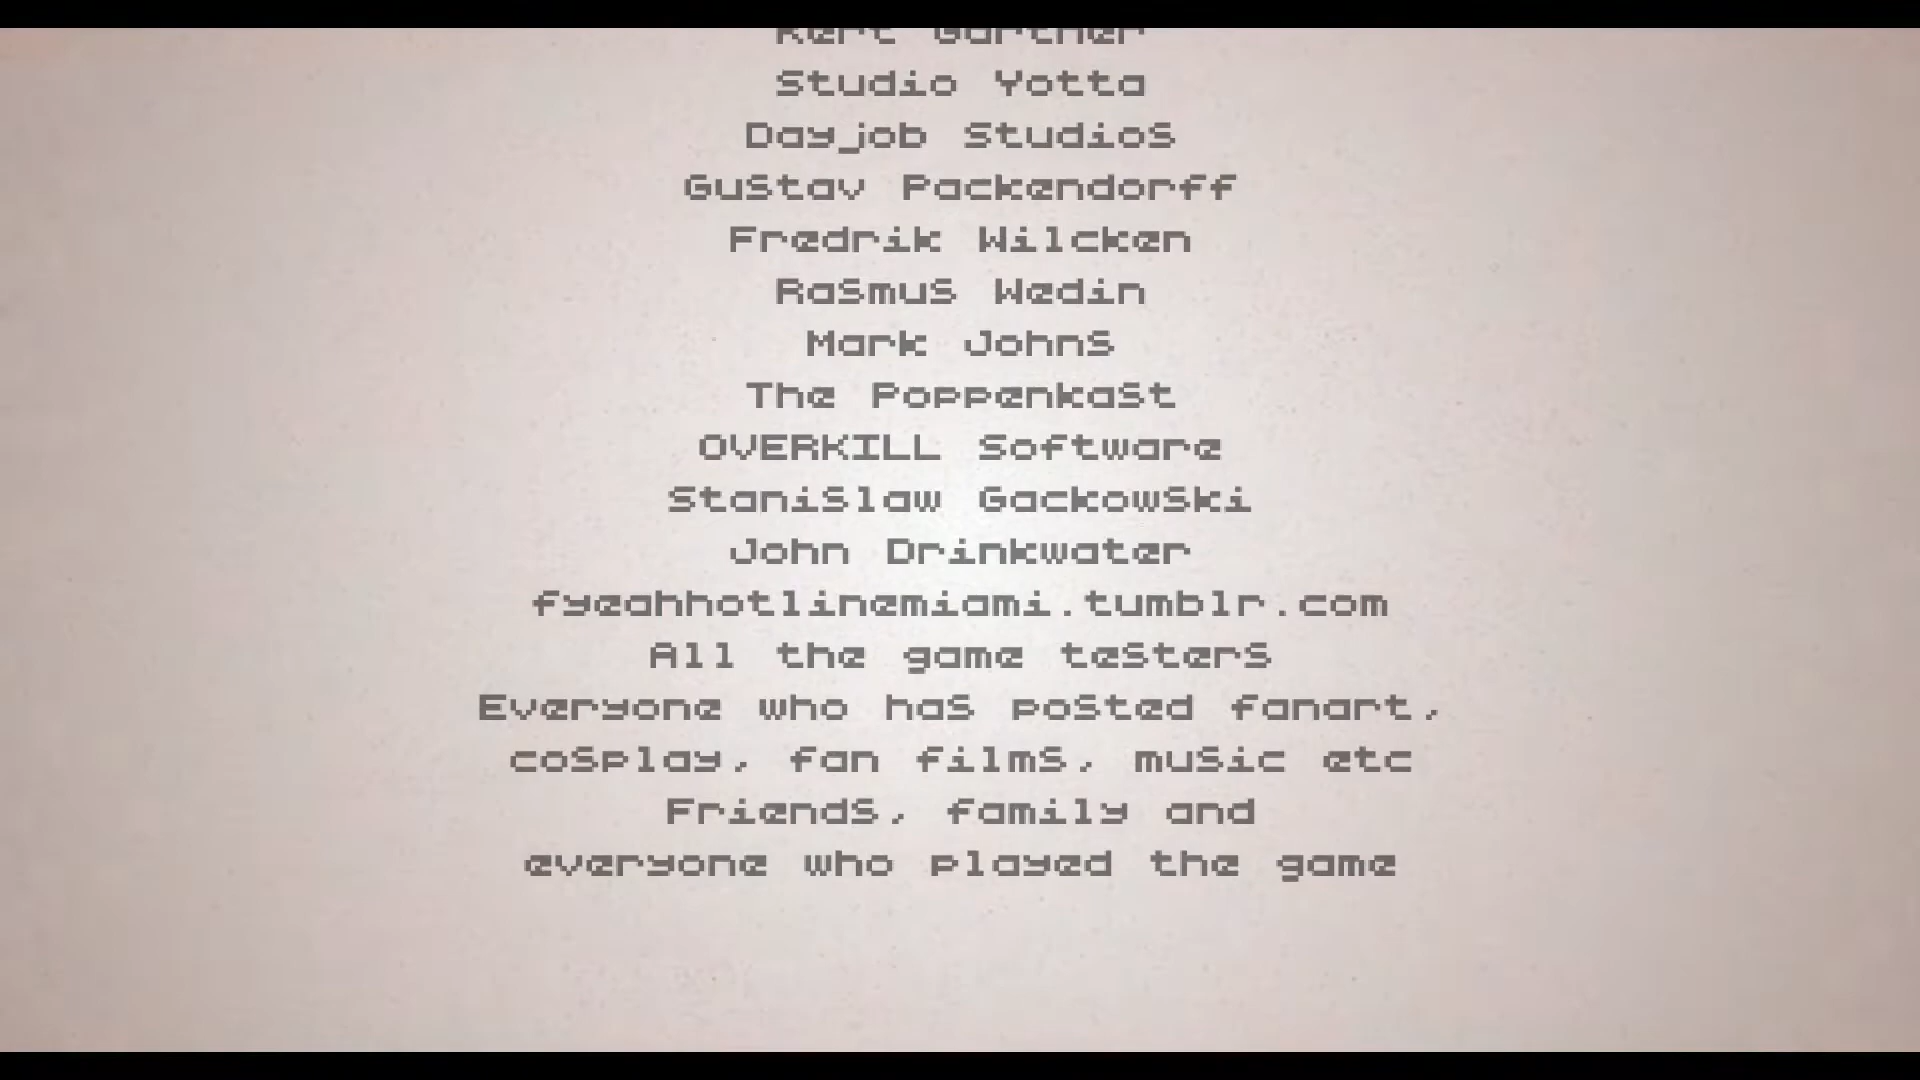 Kert Gartner
Studio Yotta
Dayjob Studios
Gustav Packendorff
Fredrik Wilcken
Rasmus Wedin
Mark Johns
The Poppenkast
OVERKILL Software
Stanislaw Gackowski
John Drinkwater
fyeahhotlinemiami.tumblr.com
All the game testers
Everyone who has posted fanart,
cosplay, fan films, music etc
Friends, family and
everyone who played the game